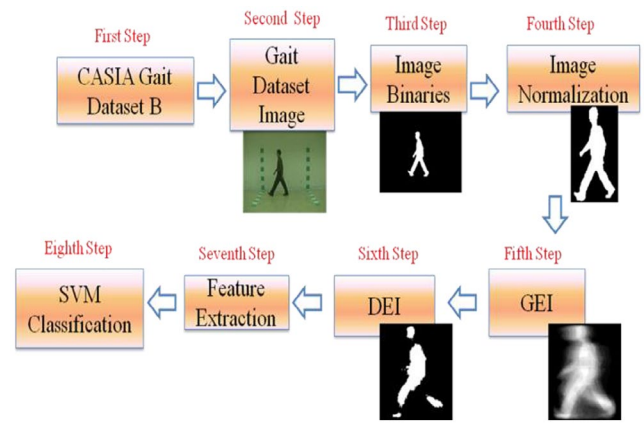 First Step
CASIA Gait
Dataset B
Second Step
Gait
Dataset
Image
Third Step
Image
Binaries
Fourth Step
Image
Normalization
Fifth Step
GEI
Sixth Step
DEI
Seventh Step
Feature
Extraction
Eighth Step
SVM
Classification